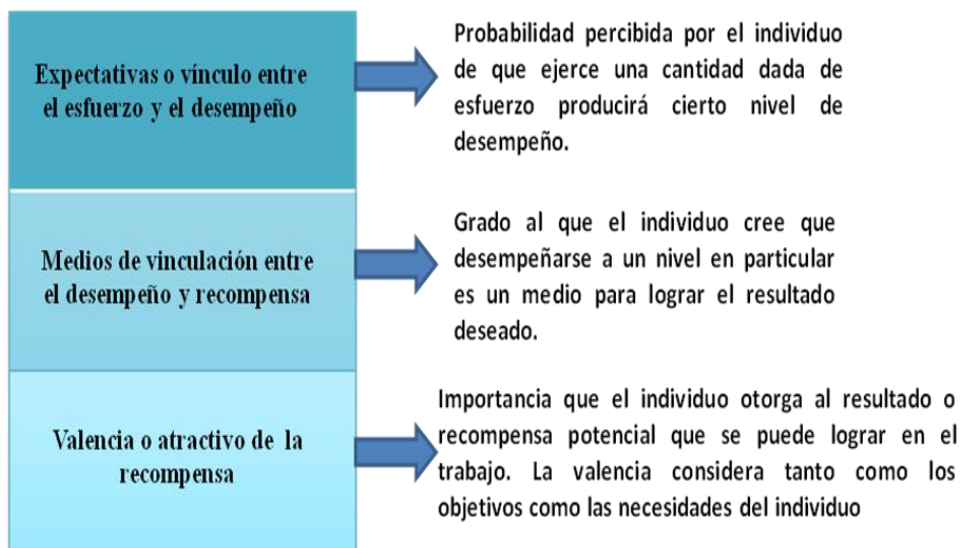 Expectativas o vínculo entre
el esfuerzo y el desempeño
Probabilidad percibida por el individuo
de que ejerce una cantidad dada de
esfuerzo producirá cierto nivel de
desempeño.
Medios de vinculación entre
el desempeño y recompensa
Grado al que el individuo cree que
desempeñarse a un nivel en particular
es un medio para lograr el resultado
deseado.
Valencia o atractivo de la
recompensa
Importancia que el individuo otorga al resultado o
recompensa potencial que se puede lograr en el
trabajo. La valencia considera tanto como los
objetivos como las necesidades del individuo